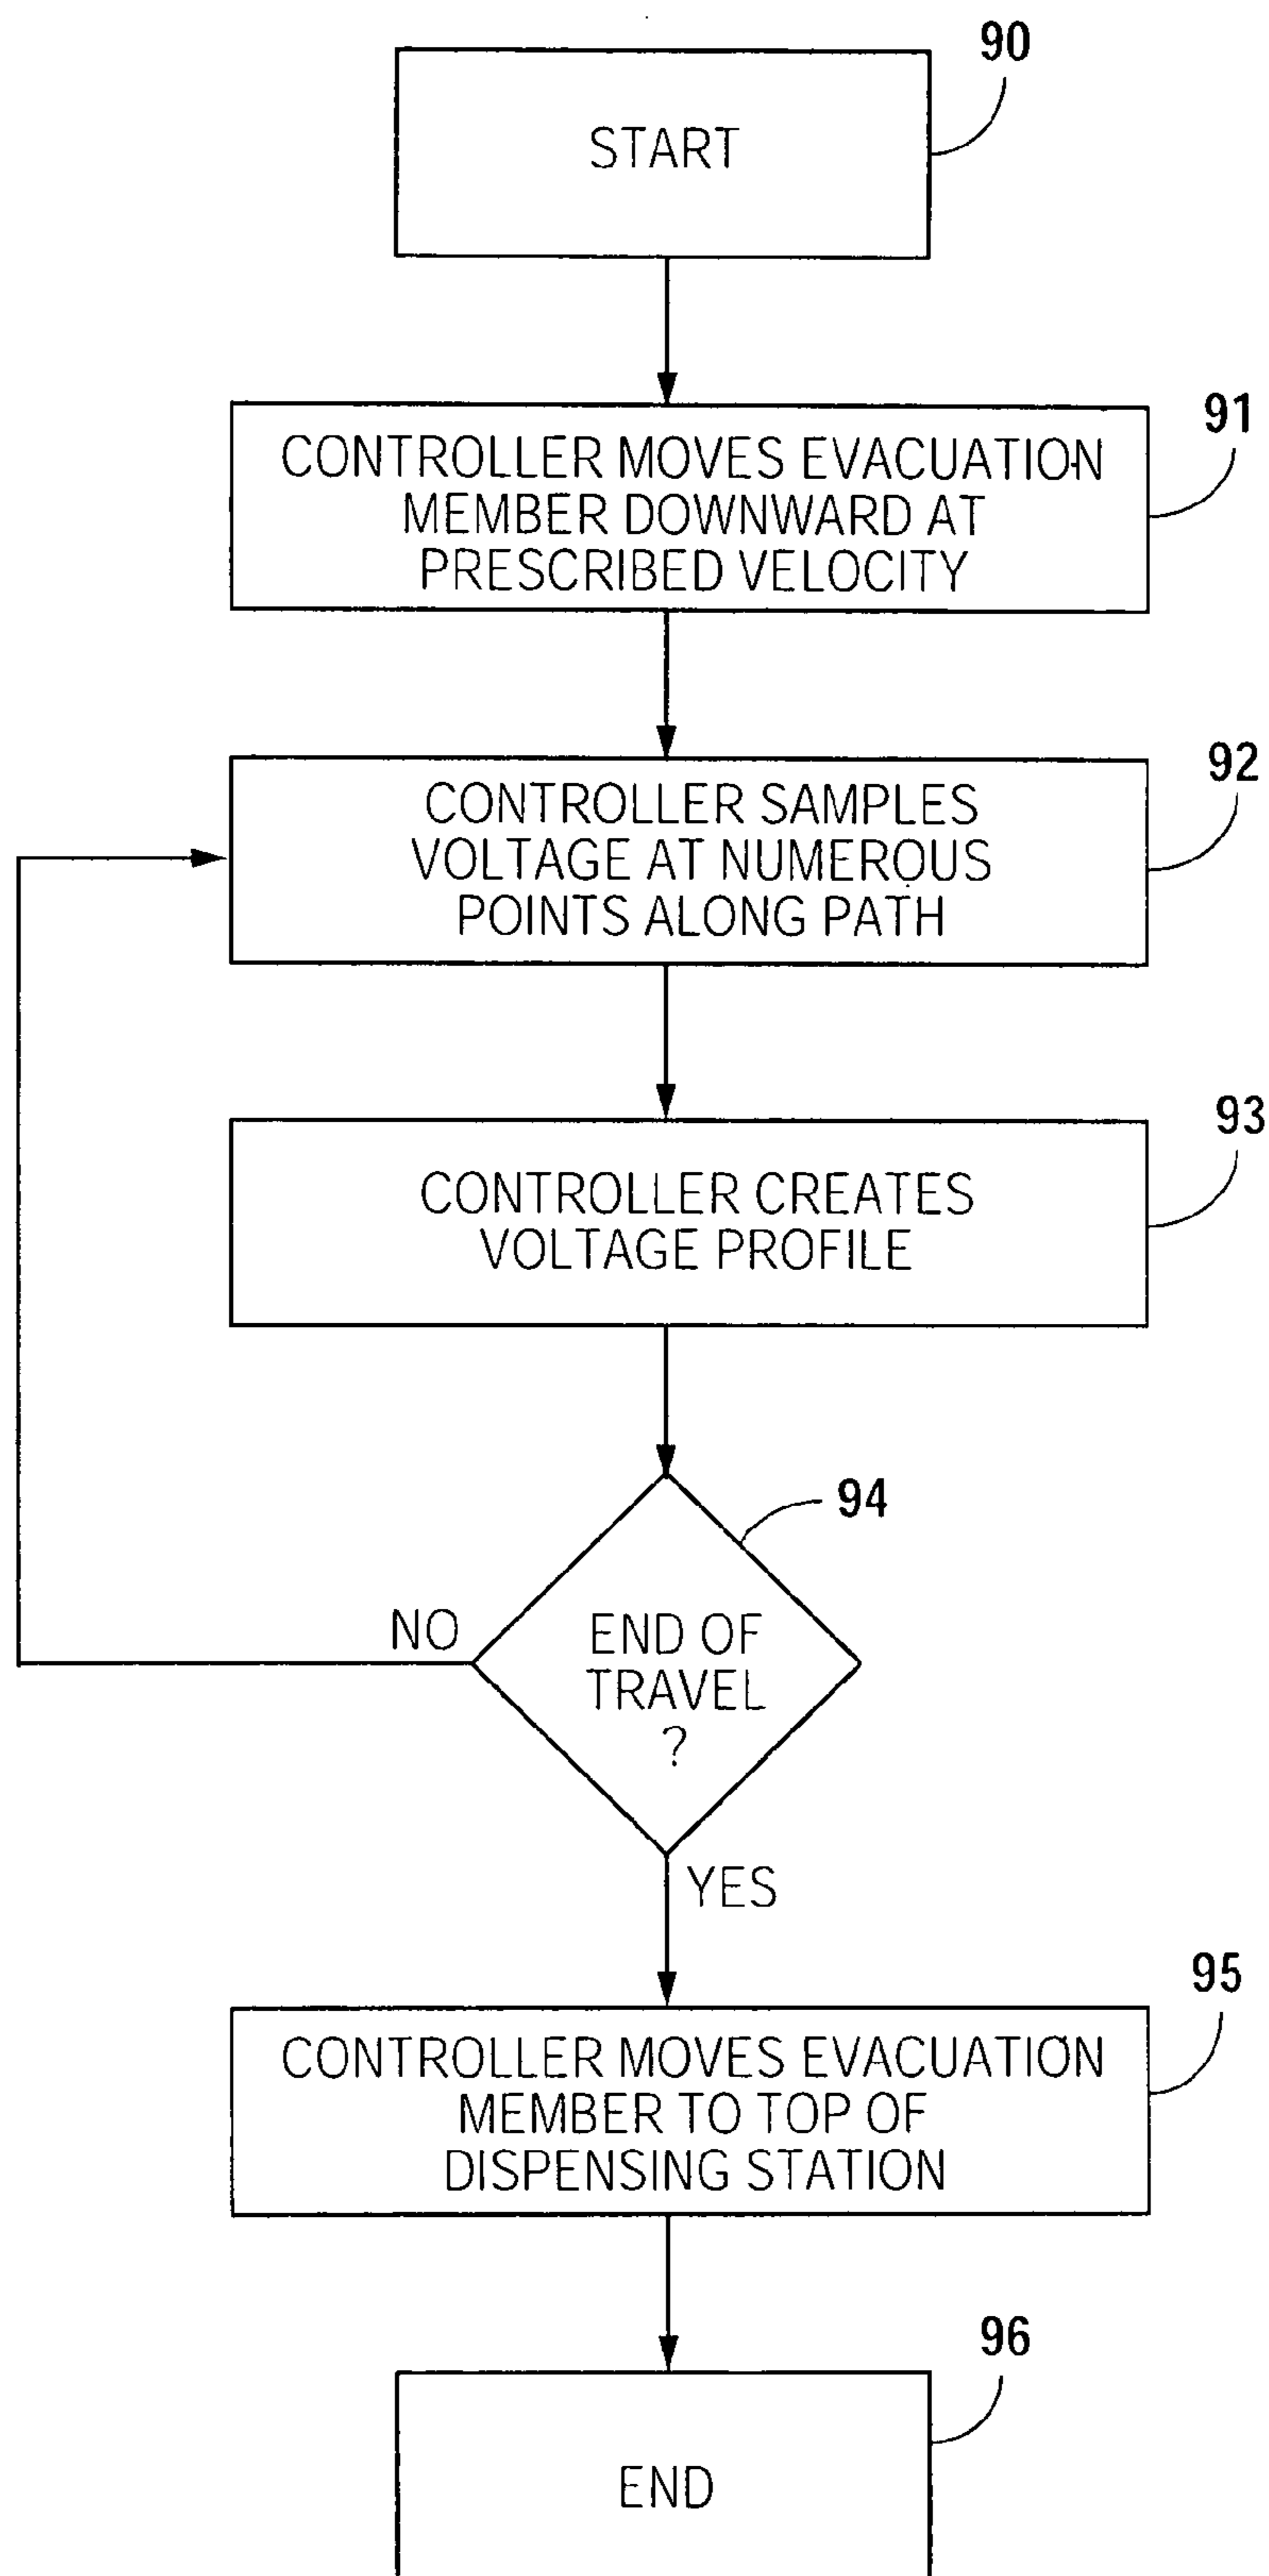 90
START
91
CONTROLLER MOVES EVACUATION
MEMBER DOWNWARD AT
PRESCRIBED VELOCITY
92
CONTROLLER SAMPLES
VOLTAGE AT NUMEROUS
POINTS ALONG PATH
93
CONTROLLER CREATES
VOLTAGE PROFILE
94
NO
END OF
TRAVEL
?
YES
95
CONTROLLER MOVES EVACUATION
MEMBER TO TOP OF
DISPENSING STATION
96
END